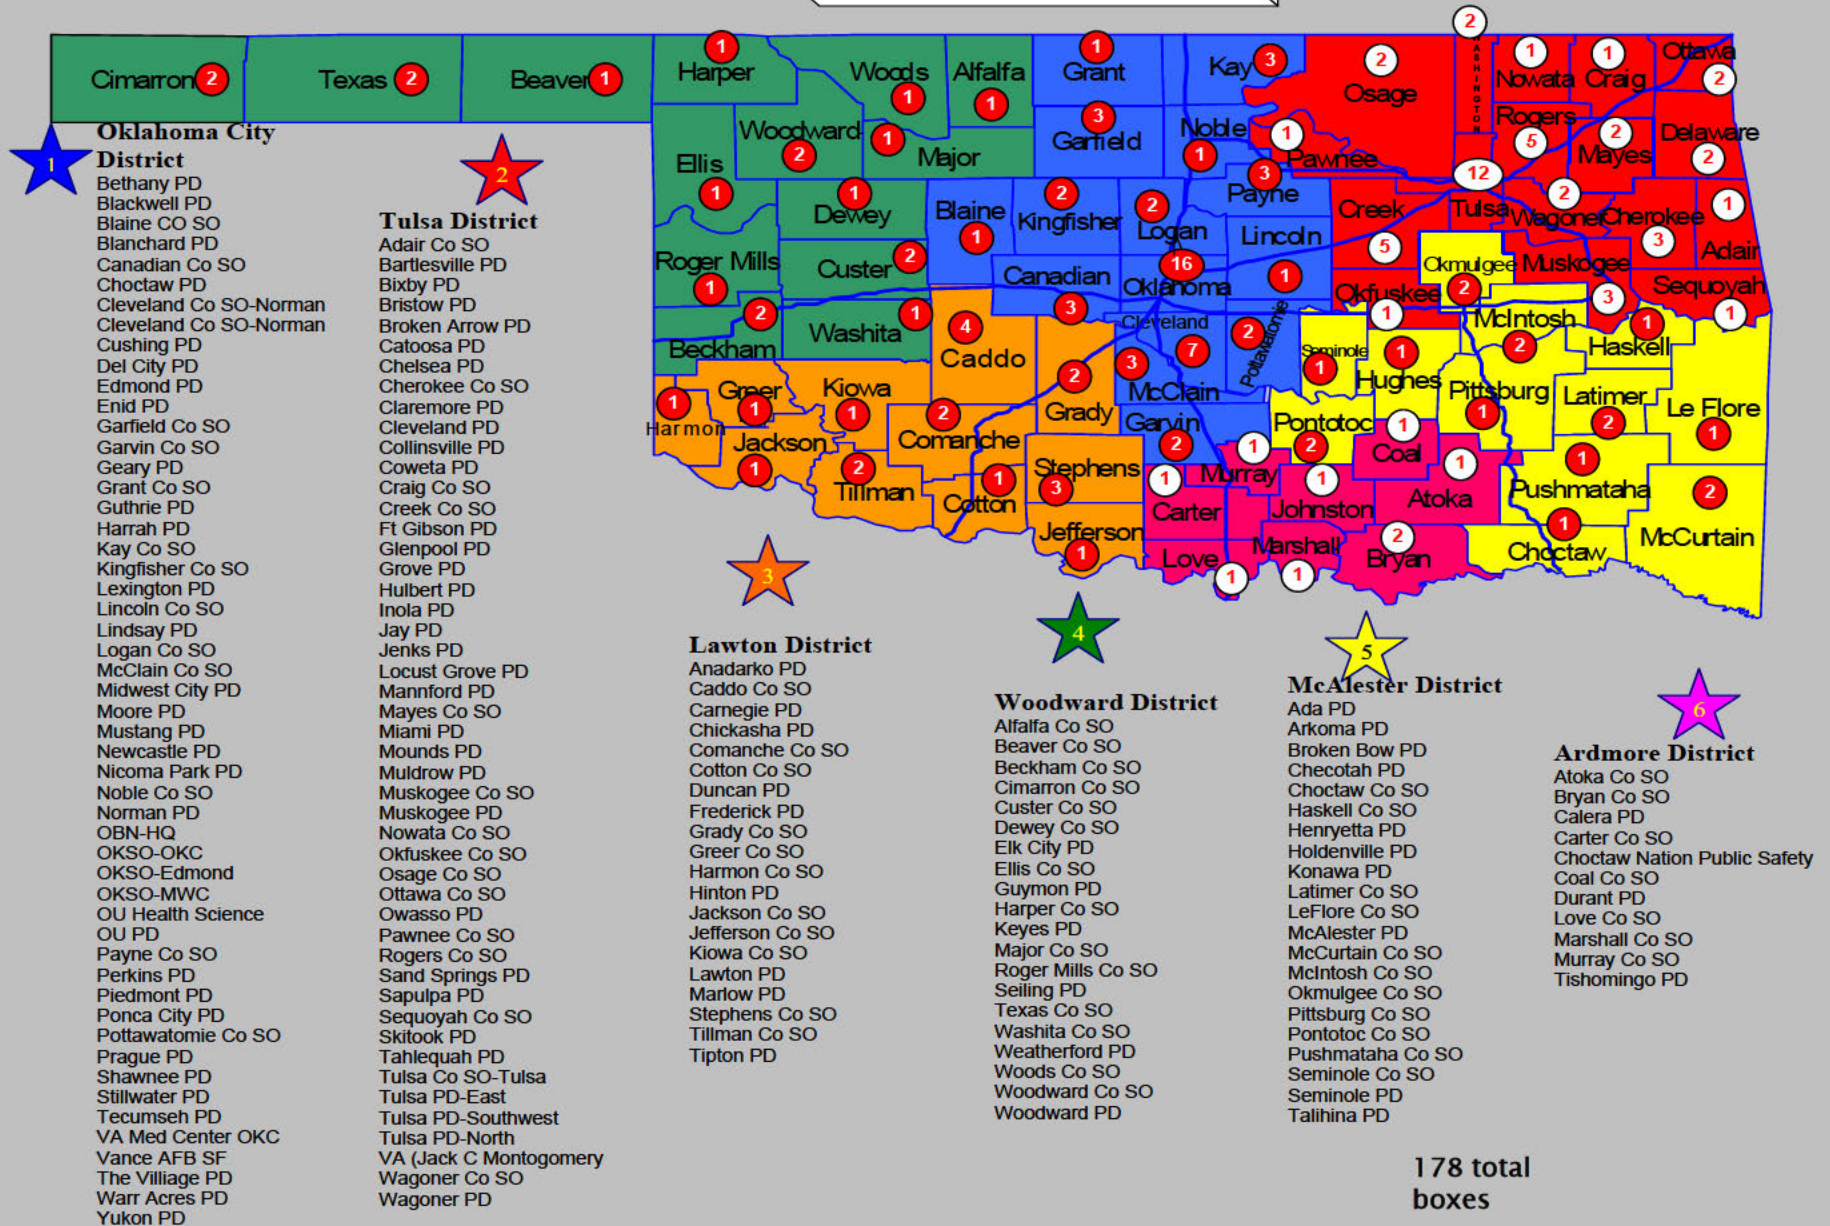 2
1
1
1
3
2
1
1
Ottawa
Cimarron 2
Texas 2
Beaver 1
Harper
Woods
Alfalfa
Grant
Kay
Osage
WASHINGTON
Nowata
Craig
2
1
1
3
Rogers
Woodward
1
Garfield
Noble
1
5
2
Delaware
2
Major
1
Pawnee
Mayes
2
Ellis
1
1
2
2
3
12
2
1
Dewey
Blaine
Kingfisher
Logan
Payne
Creek
Tulsa
Wagoner
Cherokee
1
Lincoln
5
3
Adair
Roger Mills
Custer
2
Canadian
16
Okmulgee
Muskogee
1
Oklahoma
1
2
Sequoyah
Okfuskee
3
2
1
3
1
1
1
Washita
4
Cleveland
2
Pottawatomie
McIntosh
Beckham
Caddo
3
7
Seminole
1
2
Haskell
1
Hughes
Greer
Kiowa
2
McClain
Pittsburg
Latimer
Le Flore
1
1
1
2
Grady
Garvin
Pontotoc
1
1
2
1
Harmon
Jackson
Comanche
2
1
2
Coal
1
2
Stephens
1
Murray
1
1
1
Tillman
1
3
1
Atoka
Pushmataha
2
Cotton
Carter
Johnston
Jefferson
1
2
1
McCurtain
Love
Marshall
Bryan
Choctaw
1
1
1
Oklahoma City
District
Bethany PD
Blackwell PD
Blaine CO SO
Blanchard PD
Canadian Co SO
Choctaw PD
Cleveland Co SO-Norman
Cleveland Co SO-Norman
Cushing PD
Del City PD
Edmond PD
Enid PD
Garfield Co SO
Garvin Co SO
Geary PD
Grant Co SO
Guthrie PD
Harrah PD
Kay Co SO
Kingfisher Co SO
Lexington PD
Lincoln Co SO
Lindsay PD
Logan Co SO
McClain Co SO
Midwest City PD
Moore PD
Mustang PD
Newcastle PD
Nicoma Park PD
Noble Co SO
Norman PD
OBN-HQ
OKSO-OKC
OKSO-Edmond
OKSO-MWC
OU Health Science
OU PD
Payne Co SO
Perkins PD
Piedmont PD
Ponca City PD
Pottawatomie Co SO
Prague PD
Shawnee PD
Stillwater PD
Tecumseh PD
VA Med Center OKC
Vance AFB SF
The Villiage PD
Warr Acres PD
Yukon PD
2
Tulsa District
Adair Co SO
Bartlesville PD
Bixby PD
Bristow PD
Broken Arrow PD
Catoosa PD
Chelsea PD
Cherokee Co SO
Claremore PD
Cleveland PD
Collinsville PD
Coweta PD
Craig Co SO
Creek Co SO
Ft Gibson PD
Glenpool PD
Grove PD
Hulbert PD
Inola PD
Jay PD
Jenks PD
Locust Grove PD
Mannford PD
Mayes Co SO
Miami PD
Mounds PD
Muldrow PD
Muskogee Co SO
Muskogee PD
Nowata Co SO
Okfuskee Co SO
Osage Co SO
Ottawa Co SO
Owasso PD
Pawnee Co SO
Rogers Co SO
Sand Springs PD
Sapulpa PD
Sequoyah Co SO
Skitook PD
Tahlequah PD
Tulsa Co SO-Tulsa
Tulsa PD-East
Tulsa PD-Southwest
Tulsa PD-North
VA (Jack C Montogomery
Wagoner Co SO
Wagoner PD
3
Lawton District
Anadarko PD
Caddo Co SO
Carnegie PD
Chickasha PD
Comanche Co SO
Cotton Co SO
Duncan PD
Frederick PD
Grady Co SO
Greer Co SO
Harmon Co SO
Hinton PD
Jackson Co SO
Jefferson Co SO
Kiowa Co SO
Lawton PD
Marlow PD
Stephens Co SO
Tillman Co SO
Tipton PD
4
Woodward District
Alfalfa Co SO
Beaver Co SO
Beckham Co SO
Cimarron Co SO
Custer Co SO
Dewey Co SO
Elk City PD
Ellis Co SO
Guymon PD
Harper Co SO
Keyes PD
Major Co SO
Roger Mills Co SO
Seiling PD
Texas Co SO
Washita Co SO
Weatherford PD
Woods Co SO
Woodward Co SO
Woodward PD
5
McAlester District
Ada PD
Arkoma PD
Broken Bow PD
Checotah PD
Choctaw Co SO
Haskell Co SO
Henryetta PD
Holdenville PD
Konawa PD
Latimer Co SO
LeFlore Co SO
McAlester PD
McCurtain Co SO
McIntosh Co SO
Okmulgee Co SO
Pittsburg Co SO
Pontotoc Co SO
Pushmataha Co SO
Seminole Co SO
Seminole PD
Talihina PD
6
Ardmore District
Atoka Co SO
Bryan Co SO
Calera PD
Carter Co SO
Choctaw Nation Public Safety
Coal Co SO
Durant PD
Love Co SO
Marshall Co SO
Murray Co SO
Tishomingo PD
178 total
boxes